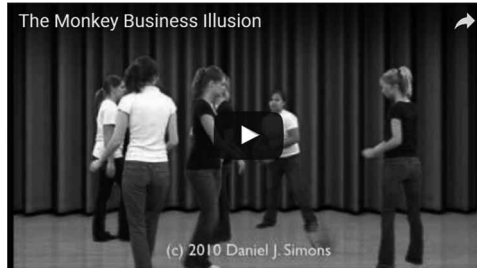 The Monkey Business Illusion
(c) 2010 Daniel J. Simons